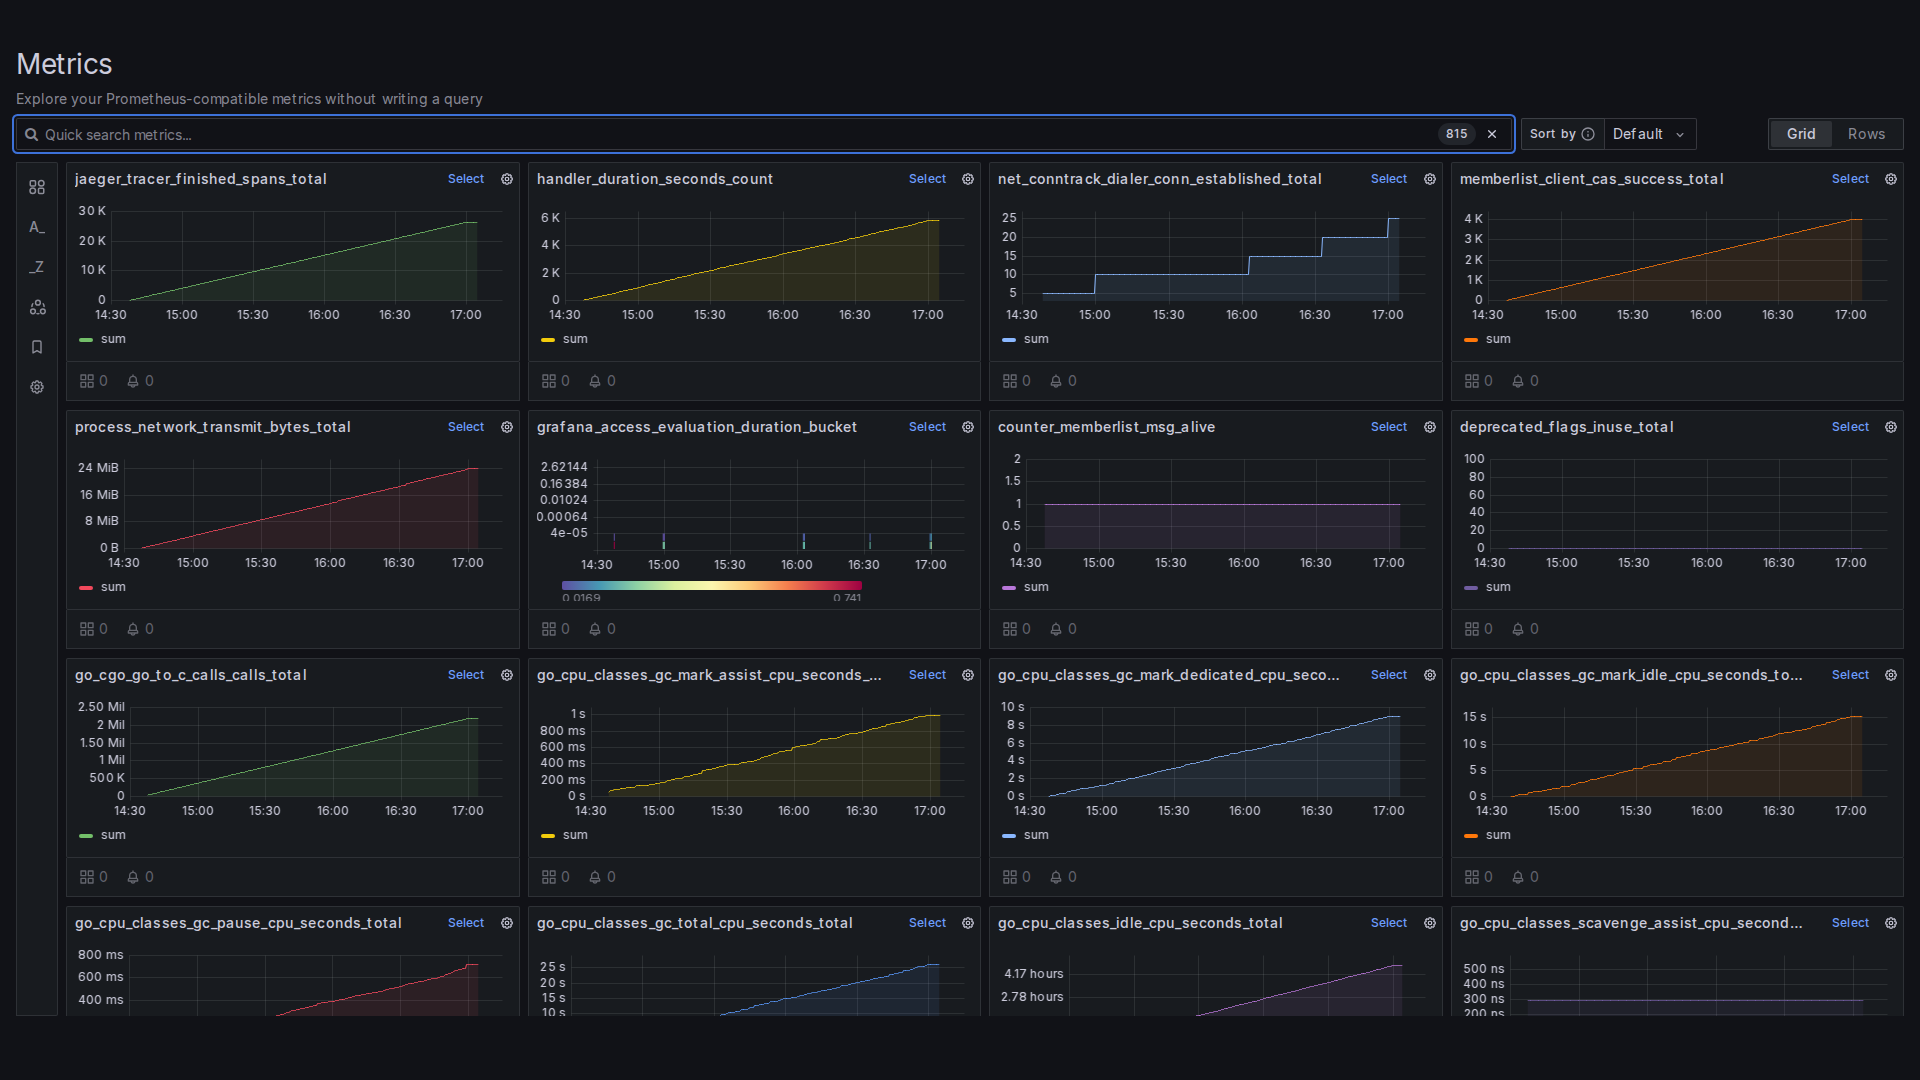 Metrics
Explore your Prometheus-compatible metrics without writing a query
Quick search metrics...
815
Sort by
Default
Grid
Rows
A_
_Z
jaeger_tracer_finished_spans_total
Select
30 K
20 K
10 K
0
14:30 15:00 15:30 16:00 16:30 17:00
sum
0 0
handler_duration_seconds_count
Select
6 K
4 K
2 K
0
14:30 15:00 15:30 16:00 16:30 17:00
sum
0 0
net_conntrack_dialer_conn_established_total
Select
25
20
15
10
5
14:30 15:00 15:30 16:00 16:30 17:00
sum
0 0
memberlist_client_cas_success_total
Select
4 K
3 K
2 K
1 K
0
14:30 15:00 15:30 16:00 16:30 17:00
sum
0 0
process_network_transmit_bytes_total
Select
24 MiB
16 MiB
8 MiB
0 B
14:30 15:00 15:30 16:00 16:30 17:00
sum
0 0
grafana_access_evaluation_duration_bucket
Select
2.62144
0.16384
0.01024
0.00064
4e-05
14:30 15:00 15:30 16:00 16:30 17:00
0.0169 0.741
0 0
counter_memberlist_msg_alive
Select
2
1.5
1
0.5
0
14:30 15:00 15:30 16:00 16:30 17:00
sum
0 0
deprecated_flags_inuse_total
Select
100
80
60
40
20
0
14:30 15:00 15:30 16:00 16:30 17:00
sum
0 0
go_cgo_go_to_c_calls_calls_total
Select
2.50 Mil
2 Mil
1.50 Mil
1 Mil
500 K
0
14:30 15:00 15:30 16:00 16:30 17:00
sum
0 0
go_cpu_classes_gc_mark_assist_cpu_seconds_...
Select
1 s
800 ms
600 ms
400 ms
200 ms
0 s
14:30 15:00 15:30 16:00 16:30 17:00
sum
0 0
go_cpu_classes_gc_mark_dedicated_cpu_seco...
Select
10 s
8 s
6 s
4 s
2 s
0 s
14:30 15:00 15:30 16:00 16:30 17:00
sum
0 0
go_cpu_classes_gc_mark_idle_cpu_seconds_to...
Select
15 s
10 s
5 s
0 s
14:30 15:00 15:30 16:00 16:30 17:00
sum
0 0
go_cpu_classes_gc_pause_cpu_seconds_total
Select
800 ms
600 ms
400 ms
go_cpu_classes_gc_total_cpu_seconds_total
Select
25 s
20 s
15 s
10 s
go_cpu_classes_idle_cpu_seconds_total
Select
4.17 hours
2.78 hours
go_cpu_classes_scavenge_assist_cpu_second...
Select
500 ns
400 ns
300 ns
200 ns